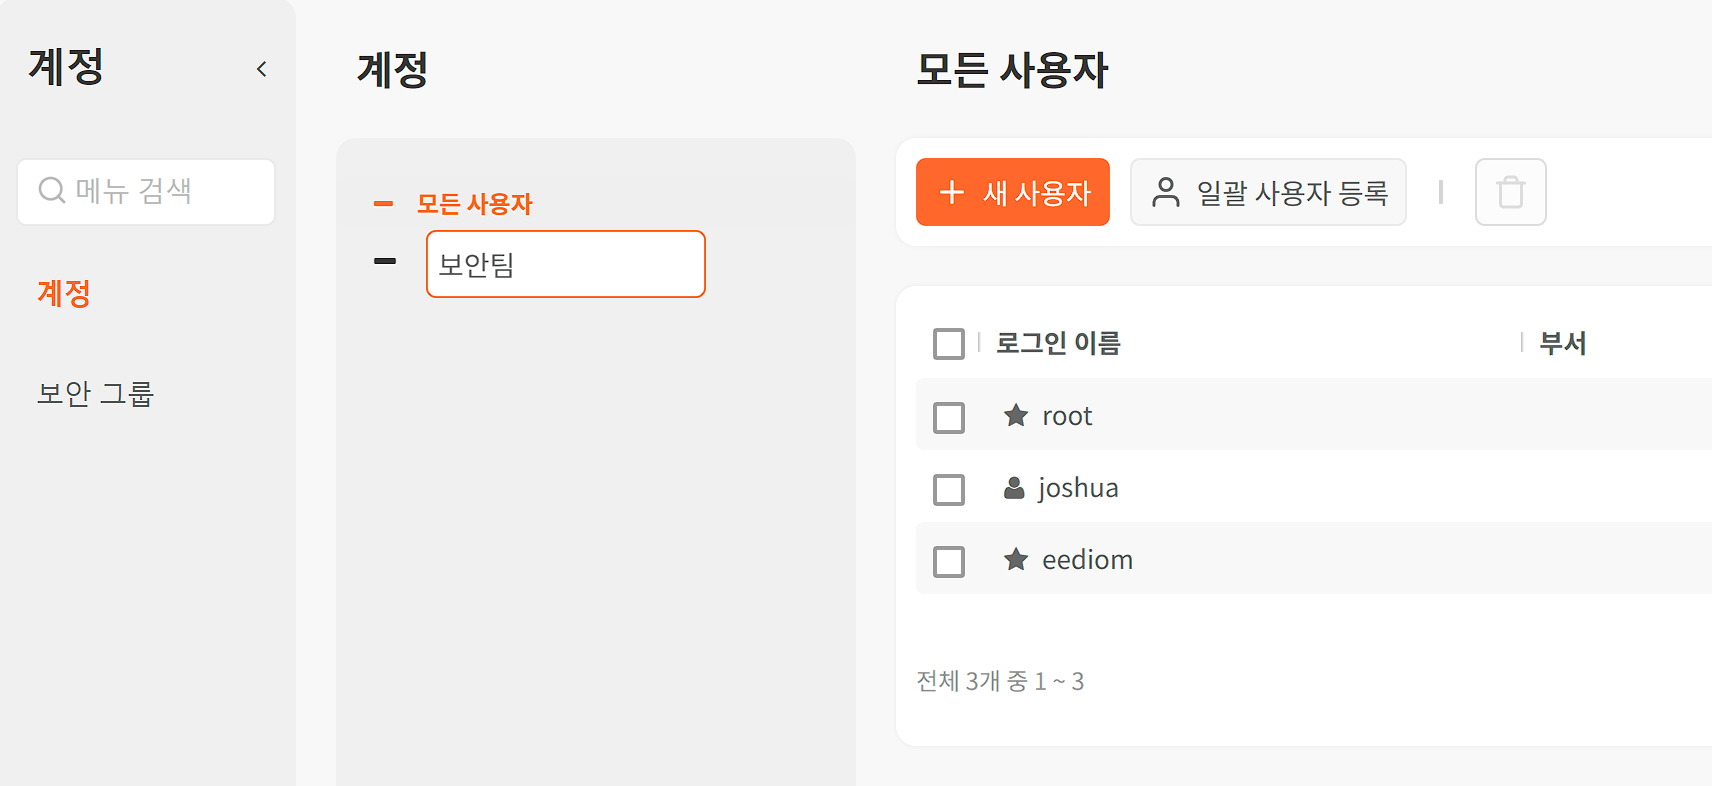 계정
메뉴 검색
계정
보안 그룹
계정
모든 사용자
보안팀
모든 사용자
새 사용자
일괄 사용자 등록
로그인 이름
부서
root
joshua
eediom
전체 3개 중 1 ~ 3